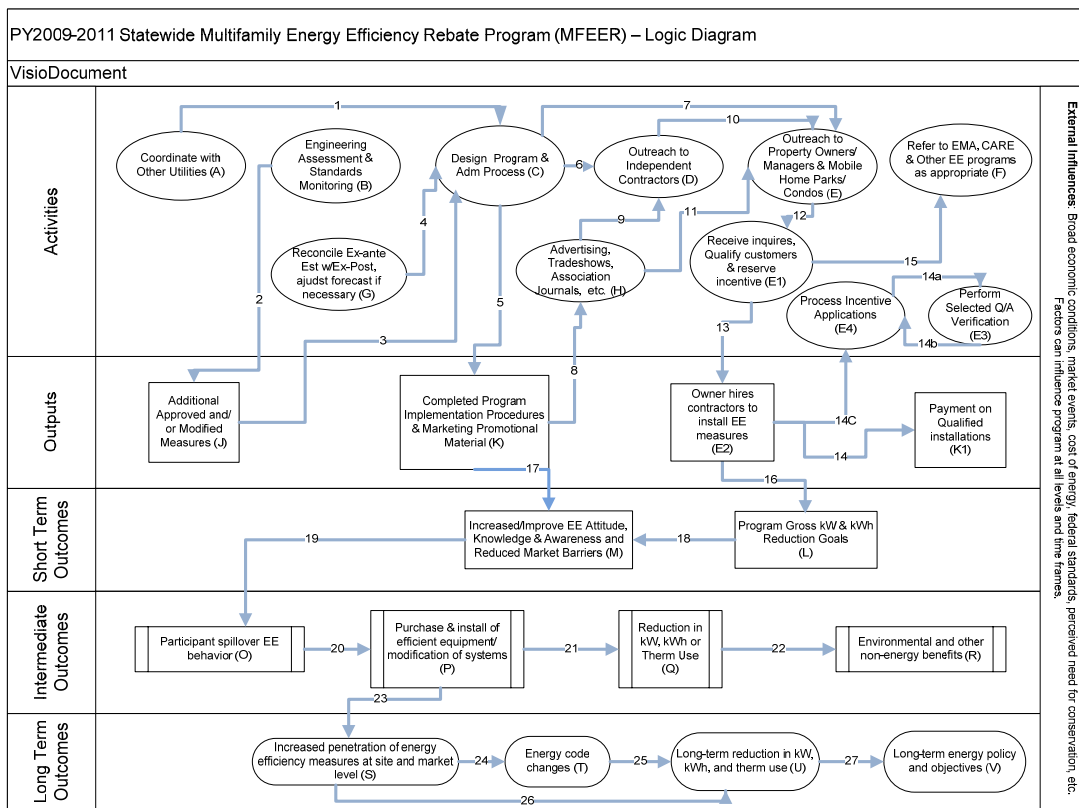 PY2009-2011 Statewide Multifamily Energy Efficiency Rebate Program (MFEER) – Logic Diagram
VisioDocument
Activities
1
7
10
Coordinate with
Other Utilities (A)
Engineering
Assessment &
Standards
Monitoring (B)
Design Program &
Adm Process (C)
6
Outreach to
Independent
Contractors (D)
Outreach to
Property Owners/
Managers & Mobile
Home Parks/
Condos (E)
Refer to EMA, CARE
& Other EE programs
as appropriate (F)
4
9
11
12
Reconcile Ex-ante
Est w/Ex-Post,
ajudst forecast if
necessary (G)
Advertising,
Tradeshows,
Association
Journals, etc. (H)
Receive inquires,
Qualify customers
& reserve
incentive (E1)
15
14a
2
5
Process Incentive
Applications
(E4)
Perform
Selected Q/A
Verification
(E3)
13
3
14b
8
Outputs
Additional
Approved and/
or Modified
Measures (J)
Completed Program
Implementation Procedures
& Marketing Promotional
Material (K)
Owner hires
contractors to
install EE
measures
(E2)
14C
14
Payment on
Qualified
installations
(K1)
17
16
Short Term
Outcomes
19
Increased/Improve EE Attitude,
Knowledge & Awareness and
Reduced Market Barriers (M)
18
Program Gross kW & kWh
Reduction Goals
(L)
Intermediate
Outcomes
Participant spillover EE
behavior (O)
20
Purchase & install of
efficient equipment/
modification of systems
(P)
21
Reduction in
kW, kWh or
Therm Use
(Q)
22
Environmental and other
non-energy benefits (R)
23
Long Term
Outcomes
Increased penetration of energy
efficiency measures at site and market
level (S)
24
Energy code
changes (T)
25
Long-term reduction in kW,
kWh, and therm use (U)
27
Long-term energy policy
and objectives (V)
26
External Influences: Broad economic conditions, market events, cost of energy, federal standards, perceived need for conservation, etc.
Factors can influence program at all levels and time frames.